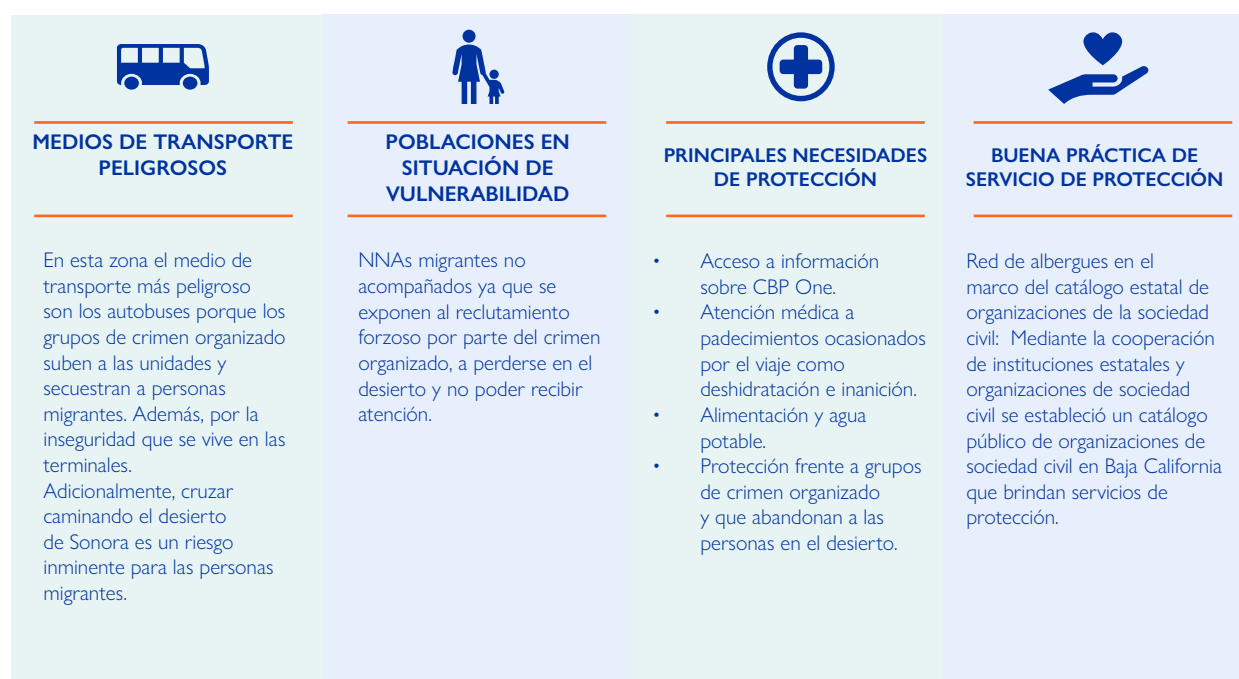 MEDIOS DE TRANSPORTE
PELIGROSOS
En esta zona el medio de
transporte más peligroso
son los autobuses porque los
grupos de crimen organizado
suben a las unidades y
secuestran a personas
migrantes. Además, por la
inseguridad que se vive en las
terminales.
Adicionalmente, cruzar
caminando el desierto
de Sonora es un riesgo
inminente para las personas
migrantes.
POBLACIONES EN
SITUACIÓN DE
VULNERABILIDAD
NNAs migrantes no
acompañados ya que se
exponen al reclutamiento
forzoso por parte del crimen
organizado, a perderse en el
desierto y no poder recibir
atención.
PRINCIPALES NECESIDADES
DE PROTECCIÓN
• Acceso a información
sobre CBP One.
• Atención médica a
padecimientos ocasionados
por el viaje como
deshidratación e inanición.
• Alimentación y agua
potable.
• Protección frente a grupos
de crimen organizado
y que abandonan a las
personas en el desierto.
BUENA PRÁCTICA DE
SERVICIO DE PROTECCIÓN
Red de albergues en el
marco del catálogo estatal de
organizaciones de la sociedad
civil: Mediante la cooperación
de instituciones estatales y
organizaciones de sociedad
civil se estableció un catálogo
público de organizaciones de
sociedad civil en Baja California
que brindan servicios de
protección.